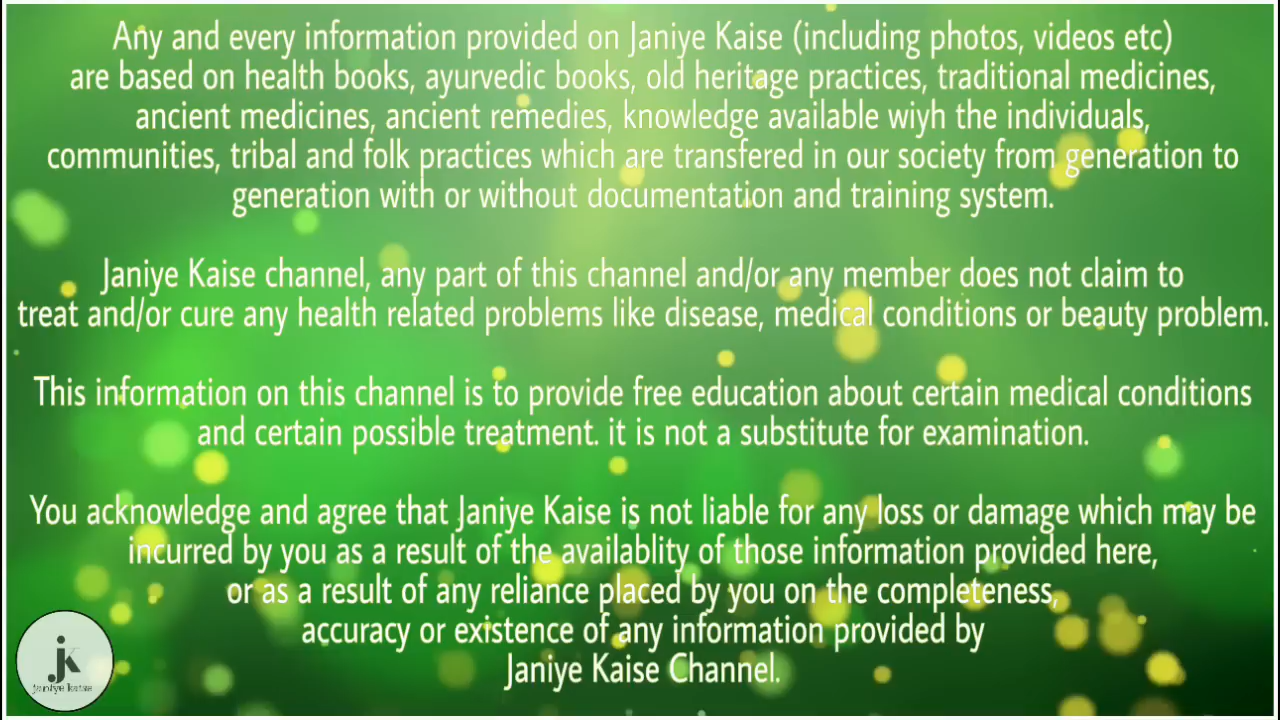 Any and every information provided on Janiye Kaise (including photos, videos etc)
are based on health books, ayurvedic books, old heritage practices, traditional medicines,
ancient medicines, ancient remedies, knowledge available wiyh the individuals,
communities, tribal and folk practices which are transfered in our society from generation to
generation with or without documentation and training system.
Janiye Kaise channel, any part of this channel and/or any member does not claim to
treat and/or cure any health related problems like disease, medical conditions or beauty problem.
This information on this channel is to provide free education about certain medical conditions
and certain possible treatment. it is not a substitute for examination.
You acknowledge and agree that Janiye Kaise is not liable for any loss or damage which may be
incurred by you as a result of the availablity of those information provided here,
or as a result of any reliance placed by you on the completeness,
accuracy or existence of any information provided by
Janiye Kaise Channel.
jk
janiye kaise